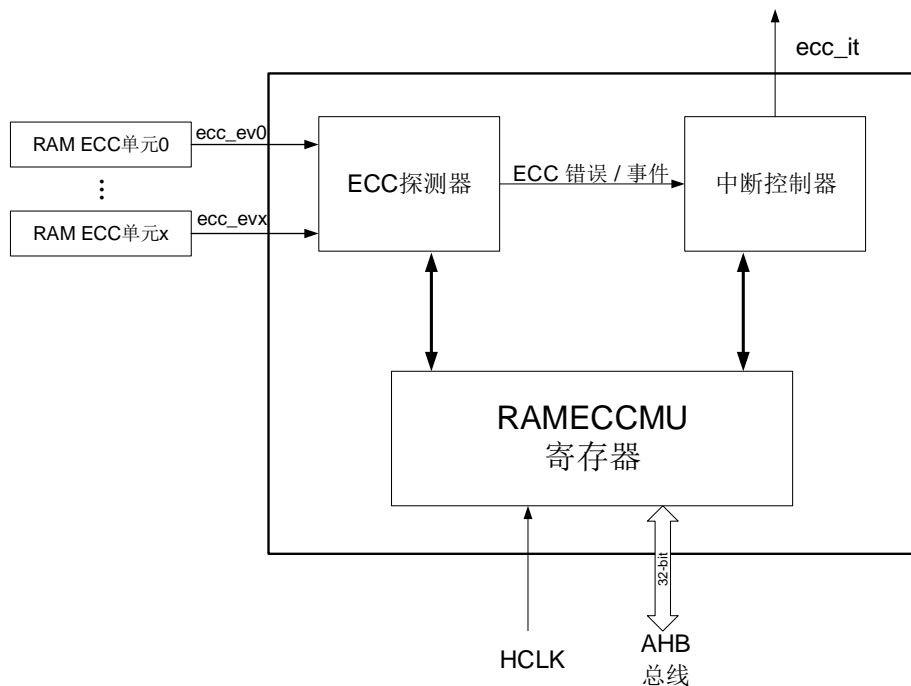 ecc_it
RAM ECC单元0
ecc_ev0
⋮
RAM ECC单元x
ecc_evx
ECC探测器
ECC 错误 / 事件
中断控制器
RAMECCMU
寄存器
32-bit
HCLK
AHB
总线